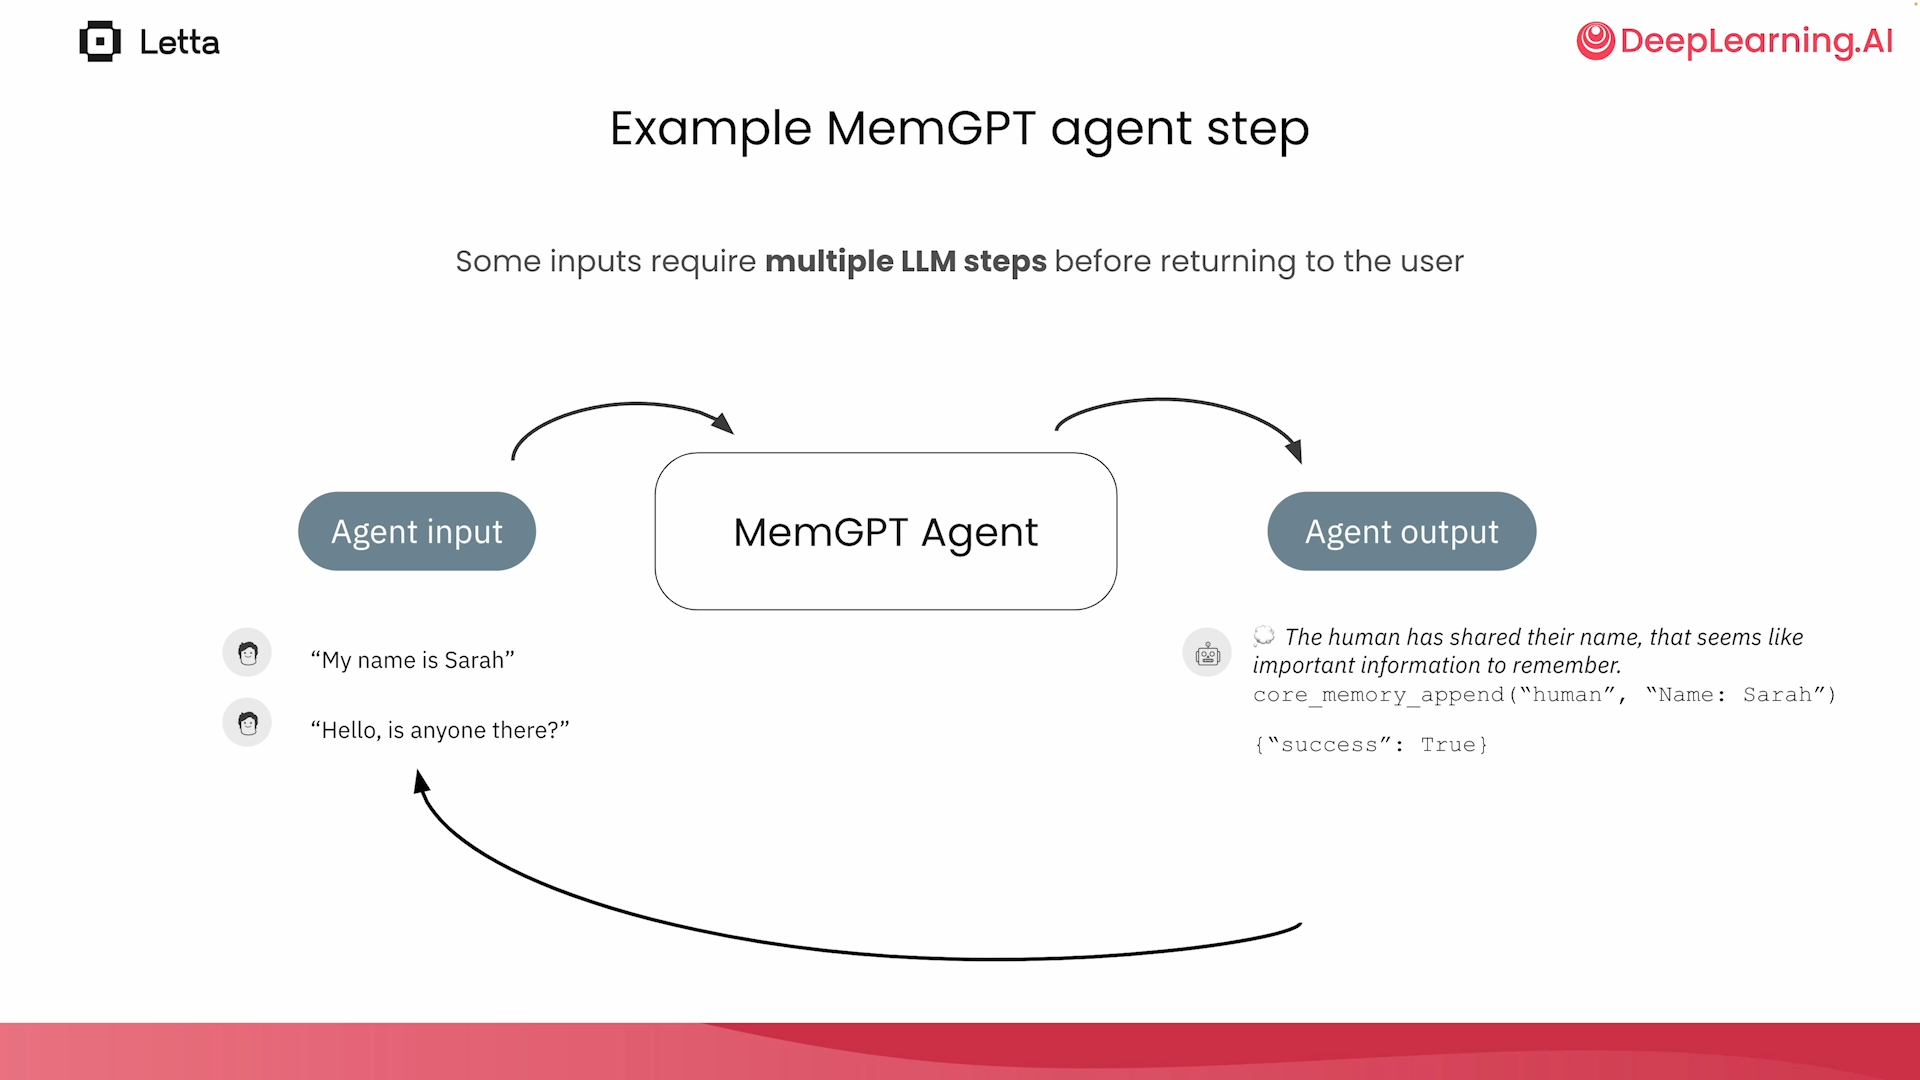 Letta
DeepLearning.AI
Example MemGPT agent step
Some inputs require multiple LLM steps before returning to the user
Agent input
MemGPT Agent
Agent output
“My name is Sarah”
“Hello, is anyone there?”
The human has shared their name, that seems like
important information to remember.
core_memory_append(“human”, “Name: Sarah”)
{“success”: True}